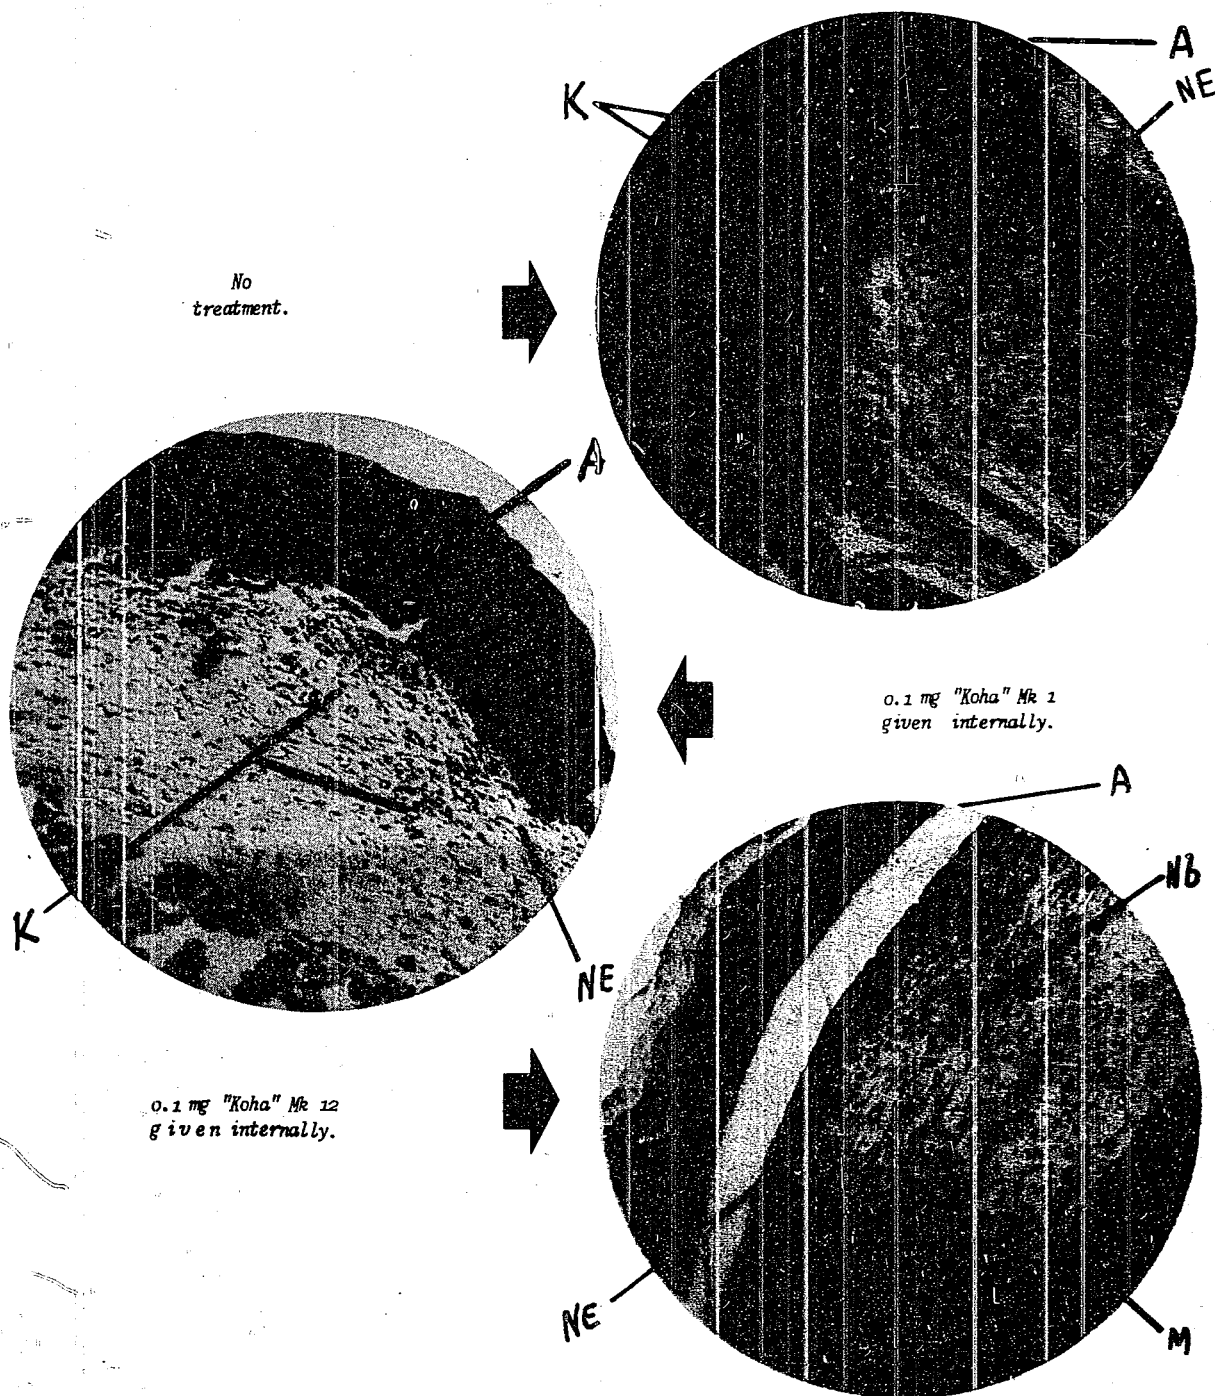 A
NE
K
No
treatment.
A
0.1 mg "Koha" Mk 1
given internally.
A
Nb
K
NE
0.1 mg "Koha" Mk 12
given internally.
NE
M